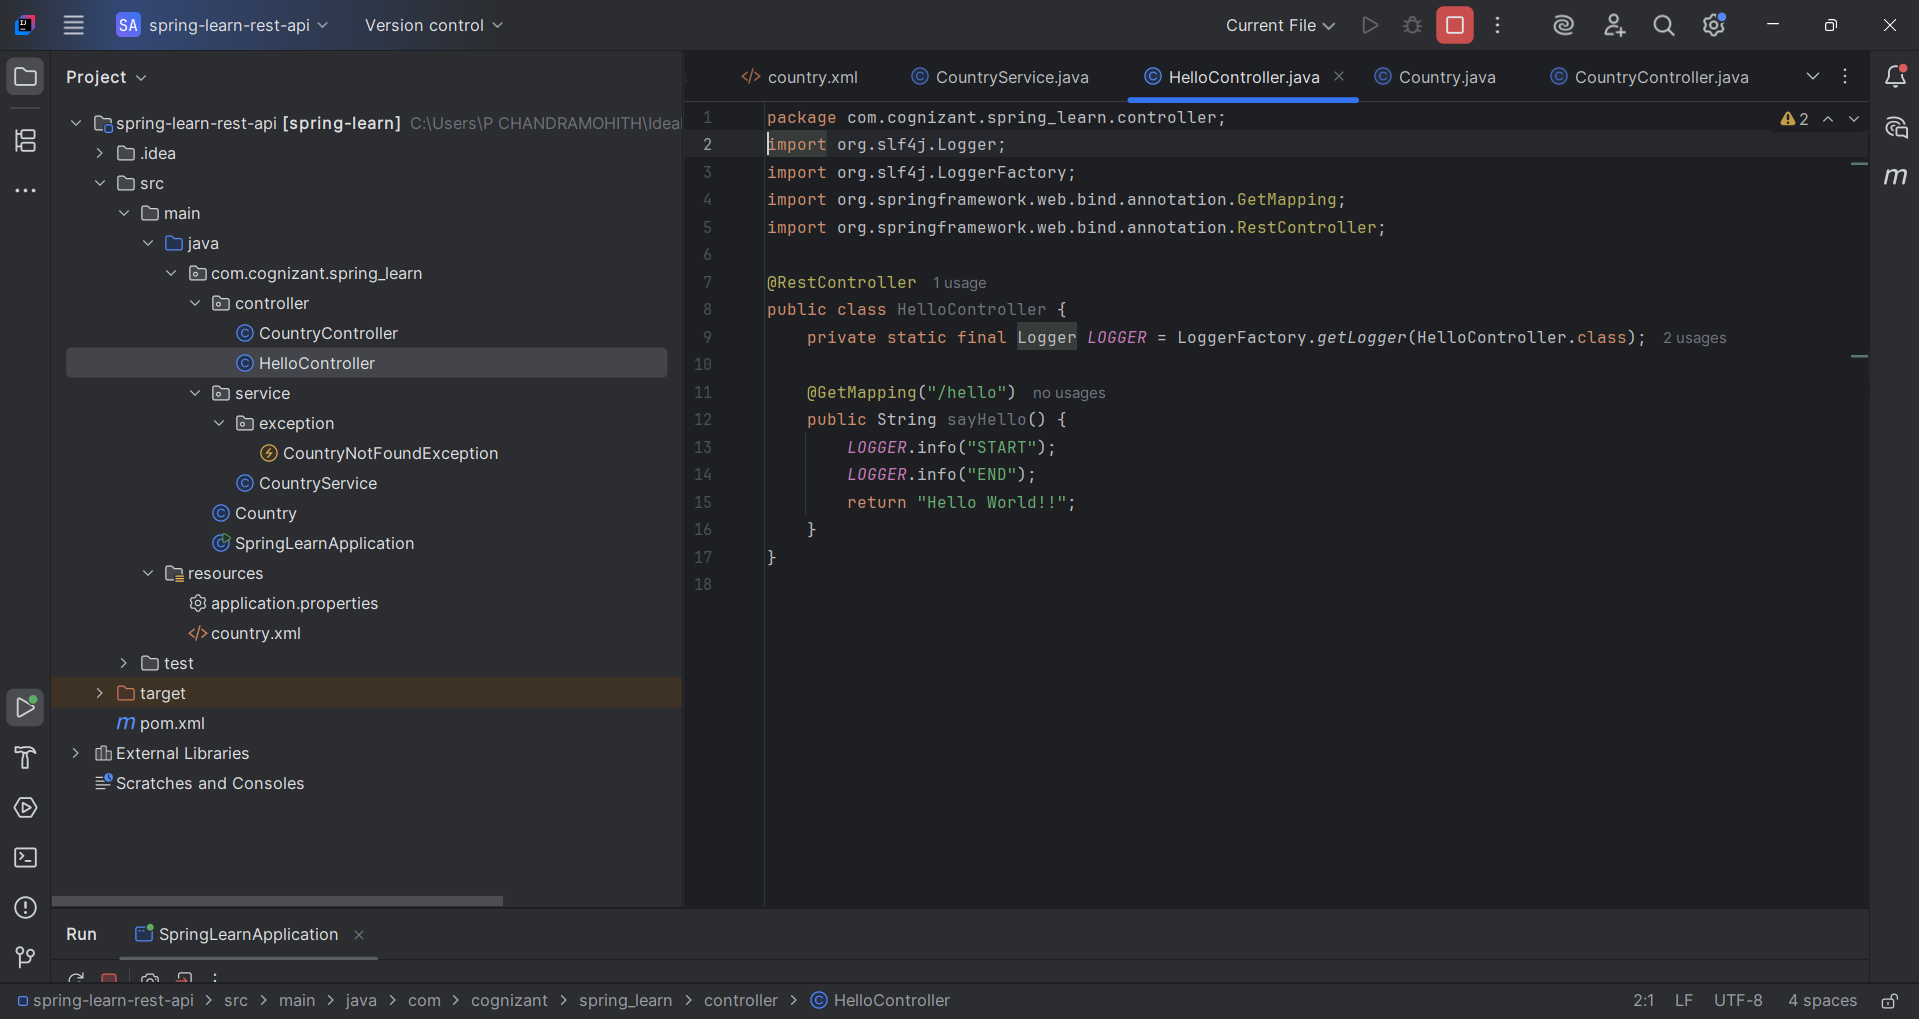 SA spring-learn-rest-api Version control Current File
Project
spring-learn-rest-api [spring-learn] C:\Users\P CHANDRAMOHITH\Idea
.idea
src
main
java
com.cognizant.spring_learn
controller
CountryController
HelloController
service
exception
CountryNotFoundException
CountryService
Country
SpringLearnApplication
resources
application.properties
country.xml
test
target
pom.xml
External Libraries
Scratches and Consoles
country.xml CountryService.java HelloController.java Country.java CountryController.java
2
1 package com.cognizant.spring_learn.controller;
2 import org.slf4j.Logger;
3 import org.slf4j.LoggerFactory;
4 import org.springframework.web.bind.annotation.GetMapping;
5 import org.springframework.web.bind.annotation.RestController;
6
7 @RestController 1 usage
8 public class HelloController {
9 private static final Logger LOGGER = LoggerFactory.getLogger(HelloController.class); 2 usages
10
11 @GetMapping("/hello") no usages
12 public String sayHello() {
13 LOGGER.info("START");
14 LOGGER.info("END");
15 return "Hello World!!";
16 }
17 }
18
Run SpringLearnApplication
spring-learn-rest-api > src > main > java > com > cognizant > spring_learn > controller > HelloController 2:1 LF UTF-8 4 spaces